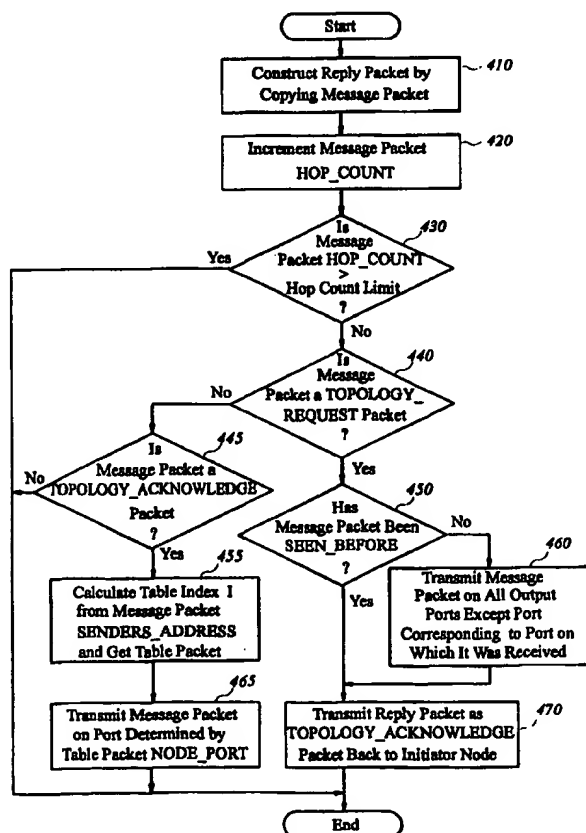 Start
410
Construct Reply Packet by
Copying Message Packet
420
Increment Message Packet
HOP_COUNT
430
Is
Message
Packet HOP_COUNT
>
Hop Count Limit
?
Yes
No
440
Is
Message
Packet a TOPOLOGY_
REQUEST Packet
?
No
Yes
445
Is
Message Packet a
TOPOLOGY_ACKNOWLEDGE
Packet
?
No
Yes
450
Has
Message Packet Been
SEEN_BEFORE
?
No
Yes
455
Calculate Table Index I
from Message Packet
SENDERS_ADDRESS
and Get Table Packet
460
Transmit Message
Packet on All Output
Ports Except Port
Corresponding to Port on
Which It Was Received
465
Transmit Message Packet
on Port Determined by
Table Packet NODE_PORT
470
Transmit Reply Packet as
TOPOLOGY_ACKNOWLEDGE
Packet Back to Initiator Node
End